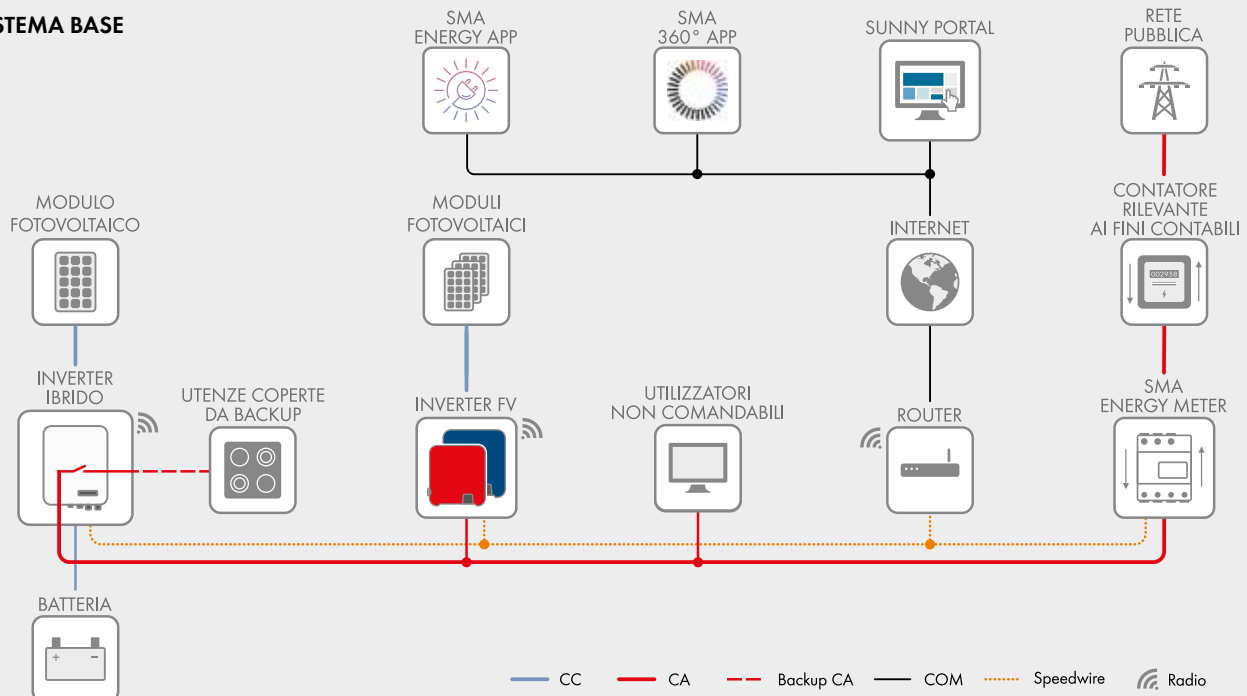 STEMA BASE
SMA
ENERGY APP
SMA
360° APP
SUNNY PORTAL
RETE
PUBBLICA
MODULO
FOTOVOLTAICO
MODULI
FOTOVOLTAICI
INTERNET
CONTATORE
RILEVANTE
AI FINI CONTABILI
002958
INVERTER
IBRIDO
UTENZE COPERTE
DA BACKUP
INVERTER FV
UTILIZZATORI
NON COMANDABILI
ROUTER
SMA
ENERGY METER
BATTERIA
+ −
CC
CA
Backup CA
COM
Speedwire
Radio